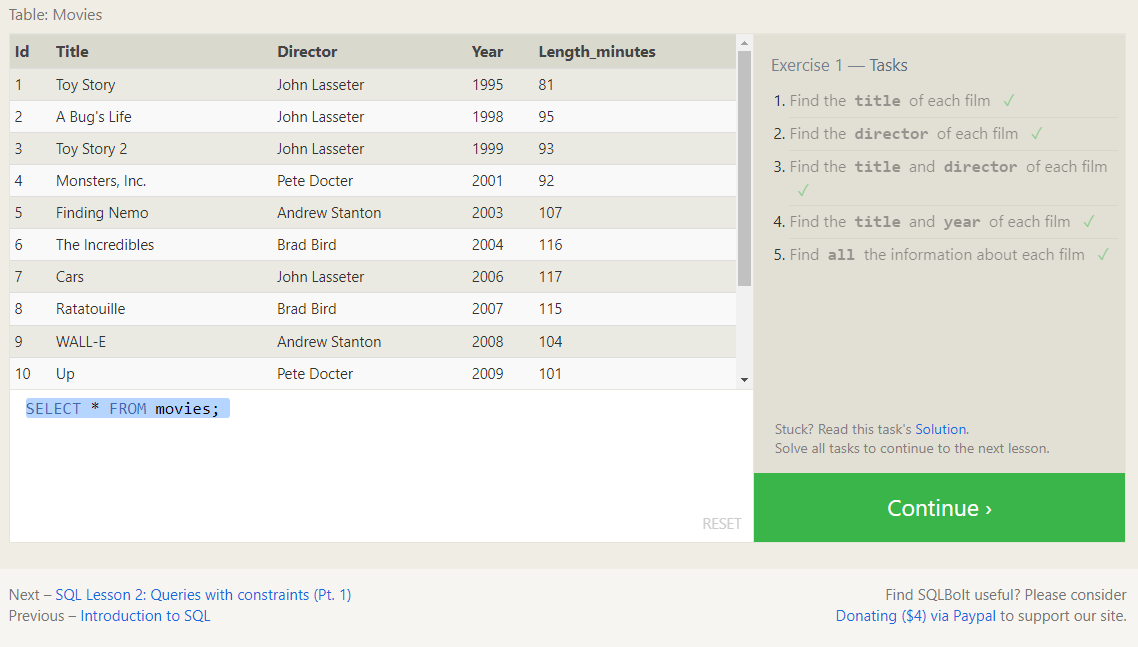 Table: Movies
Id Title Director Year Length_minutes
1 Toy Story John Lasseter 1995 81
2 A Bug's Life John Lasseter 1998 95
3 Toy Story 2 John Lasseter 1999 93
4 Monsters, Inc. Pete Docter 2001 92
5 Finding Nemo Andrew Stanton 2003 107
6 The Incredibles Brad Bird 2004 116
7 Cars John Lasseter 2006 117
8 Ratatouille Brad Bird 2007 115
9 WALL-E Andrew Stanton 2008 104
10 Up Pete Docter 2009 101
SELECT * FROM movies;
RESET
Exercise 1 — Tasks
1. Find the title of each film ✓
2. Find the director of each film ✓
3. Find the title and director of each film
✓
4. Find the title and year of each film ✓
5. Find all the information about each film ✓
Stuck? Read this task's Solution.
Solve all tasks to continue to the next lesson.
Continue ›
Next – SQL Lesson 2: Queries with constraints (Pt. 1)
Previous – Introduction to SQL
Find SQLBolt useful? Please consider
Donating ($4) via Paypal to support our site.